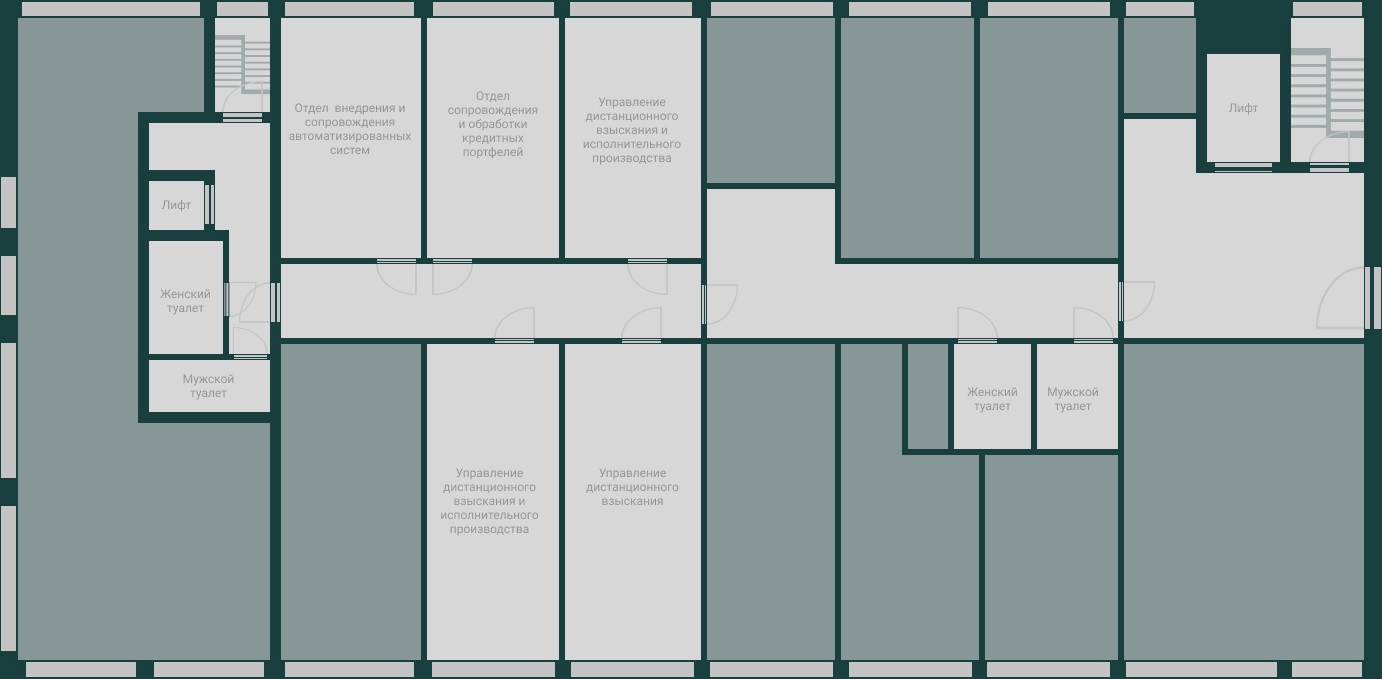 Отдел внедрения и
сопровождения
автоматизированных
систем
Отдел
сопровождения
и обработки
кредитных
портфелей
Управление
дистанционного
взыскания и
исполнительного
производства
Лифт
Лифт
Женский
туалет
Мужской
туалет
Женский
туалет
Мужской
туалет
Управление
дистанционного
взыскания и
исполнительного
производства
Управление
дистанционного
взыскания